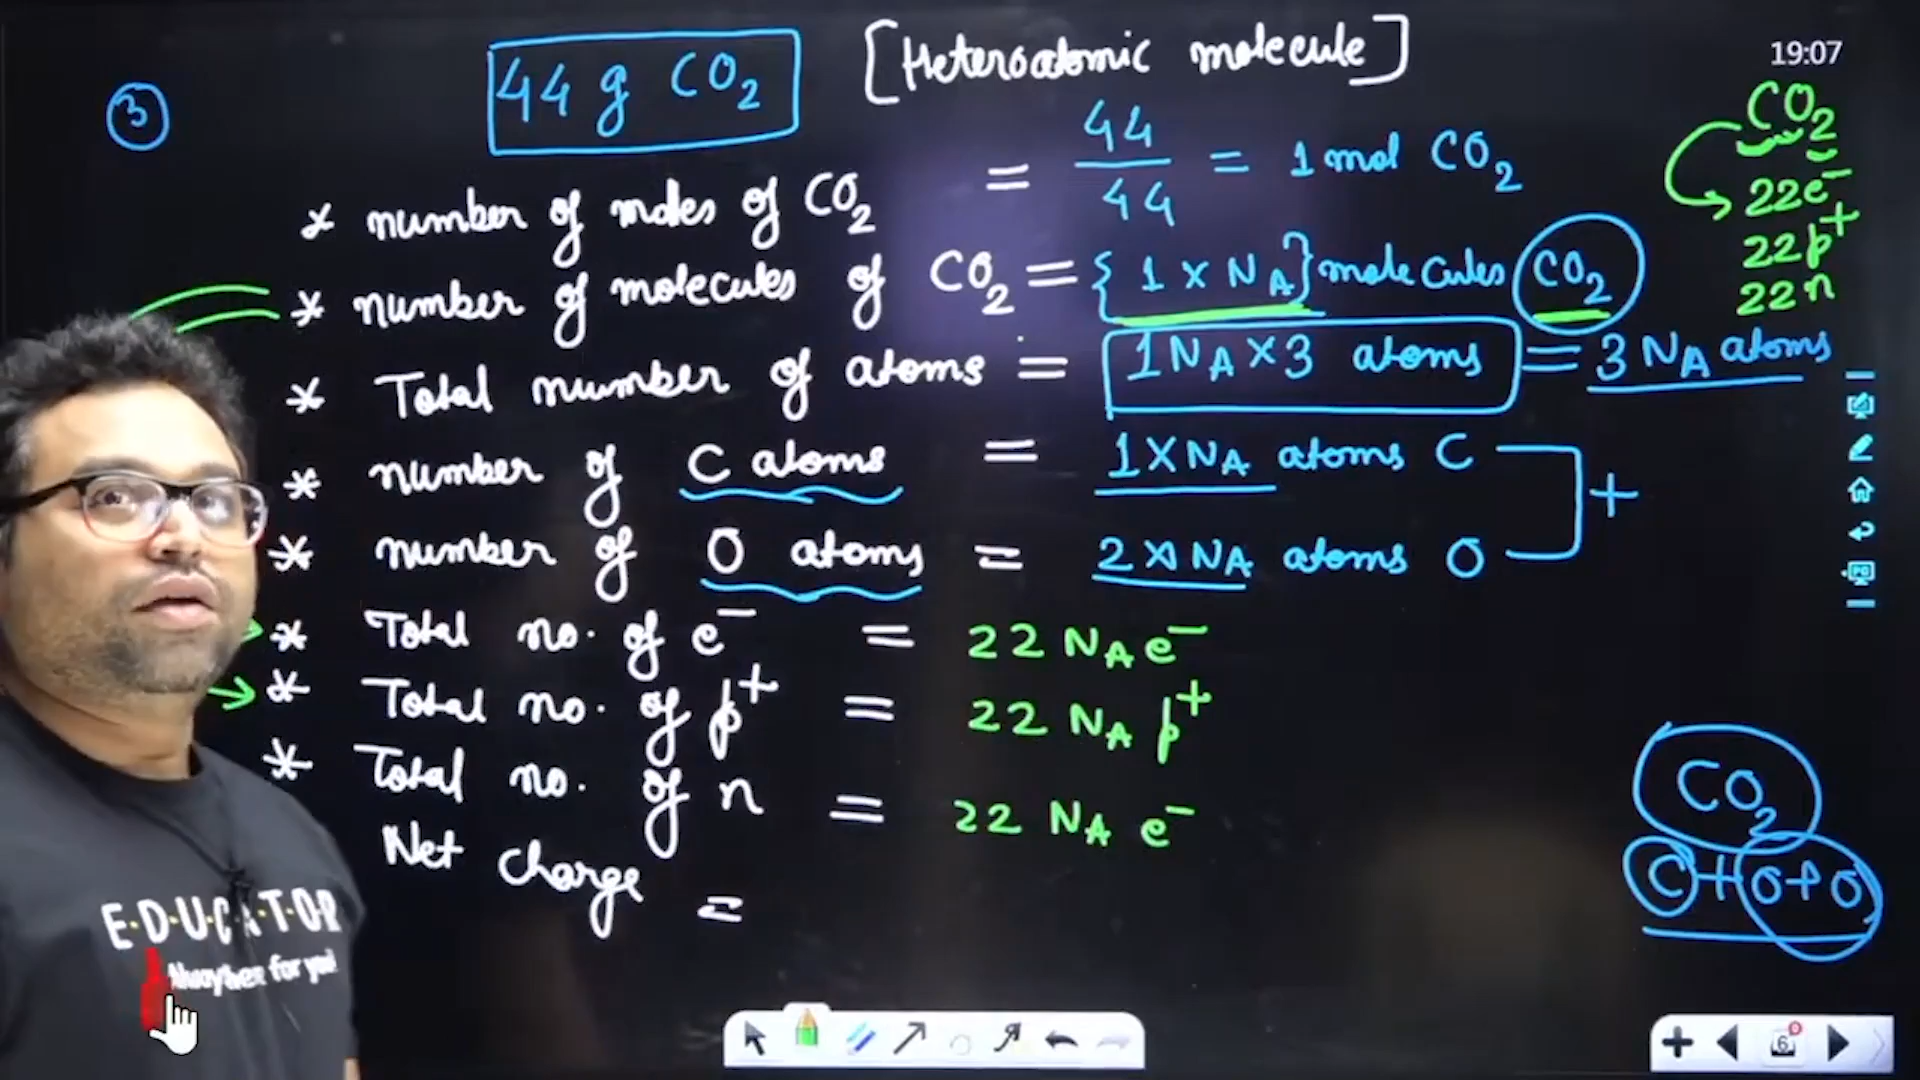 19:07
3
44 g CO₂ [Heteroatomic molecule]
* number of moles of CO₂ = 44/44 = 1 mol CO₂
* number of molecules of CO₂ = {1 × NA} molecules CO₂
* Total number of atoms = 1NA×3 atoms = 3 NA atoms
* number of C atoms = 1×NA atoms C
+
* number of O atoms = 2×NA atoms O
* Total no. of e⁻ = 22 NA e⁻
* Total no. of p⁺ = 22 NA p⁺
* Total no. of n = 22 NA e⁻
Net charge =
CO₂
22e⁻
22p⁺
22n
CO₂
C+O+O
E·D·U·C·A·T·O·R
for you!
6